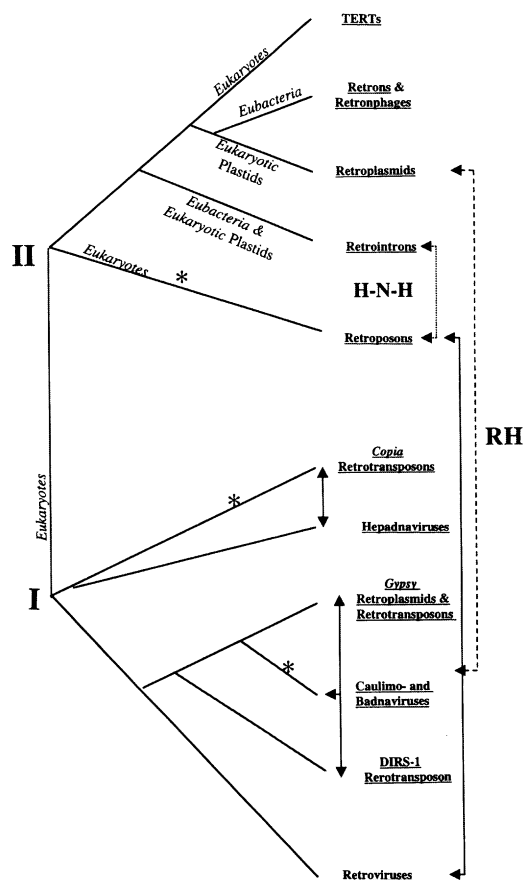 TERTs
Eukaryotes
Retrons &
Retronphages
Eubacteria
Eukaryotic
Plastids
Retroplasmids
Eubacteria &
Eukaryotic Plastids
Retrointrons
II
Eukaryotes
*
H-N-H
Retroposons
RH
Copia
Retrotransposons
*
Hepadnaviruses
Eukaryotes
I
Gypsy
Retroplasmids &
Retrotransposons
*
Caulimo- and
Badnaviruses
DIRS-1
Rerotransposon
Retroviruses